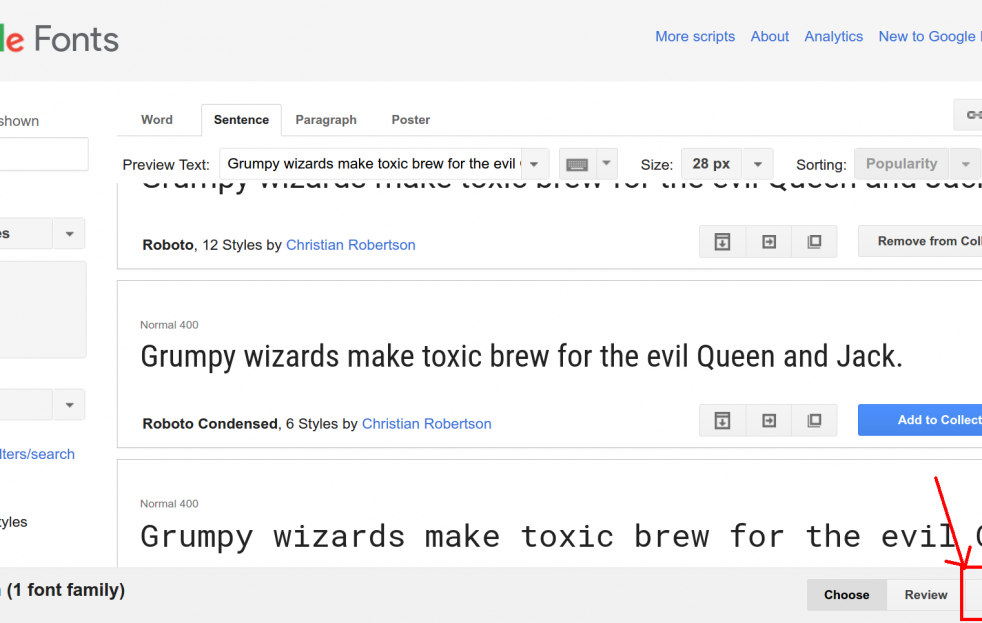 le Fonts
More scripts About Analytics New to Google
shown
Word Sentence Paragraph Poster
Preview Text: Grumpy wizards make toxic brew for the evil Size: 28 px Sorting: Popularity
Grumpy wizards make toxic brew for the evil Queen and Jack
es
Roboto, 12 Styles by Christian Robertson
Remove from Coll
Normal 400
Grumpy wizards make toxic brew for the evil Queen and Jack.
Roboto Condensed, 6 Styles by Christian Robertson
Add to Collect
lters/search
Normal 400
tyles
Grumpy wizards make toxic brew for the evil
(1 font family)
Choose Review